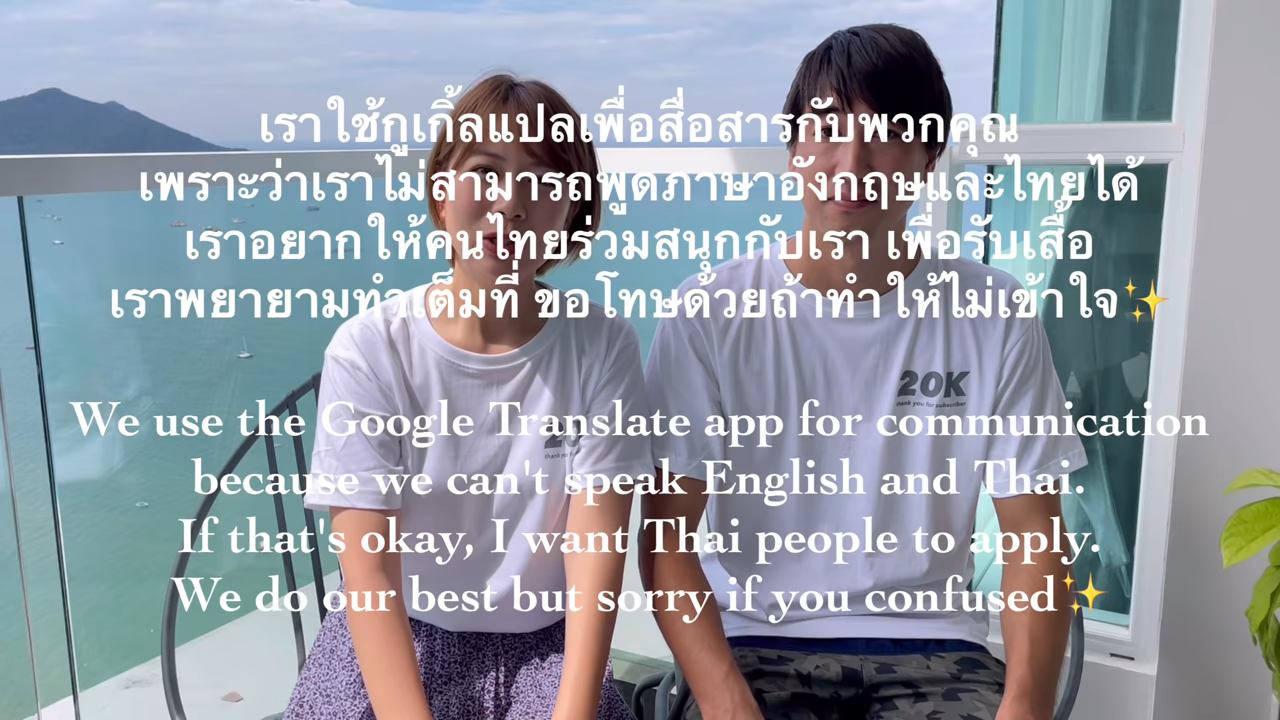 เราใช้กูเกิ้ลแปลเพื่อสื่อสารกับพวกคุณ
เพราะว่าเราไม่สามารถพูดภาษาอังกฤษและไทยได้
เราอยากให้คนไทยร่วมสนุกกับเรา เพื่อรับเสื้อ
เราพยายามทำเต็มที่ ขอโทษด้วยถ้าทำให้ไม่เข้าใจ✨
20K
thank you for subscriber
We use the Google Translate app for communication
because we can't speak English and Thai.
If that's okay, I want Thai people to apply.
We do our best but sorry if you confused✨